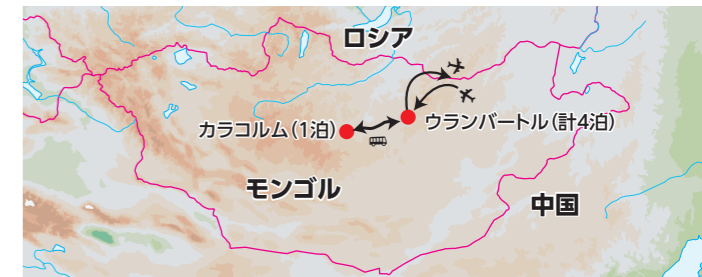 ロシア
カラコルム（1泊）
ウランバートル（計4泊）
モンゴル
中国